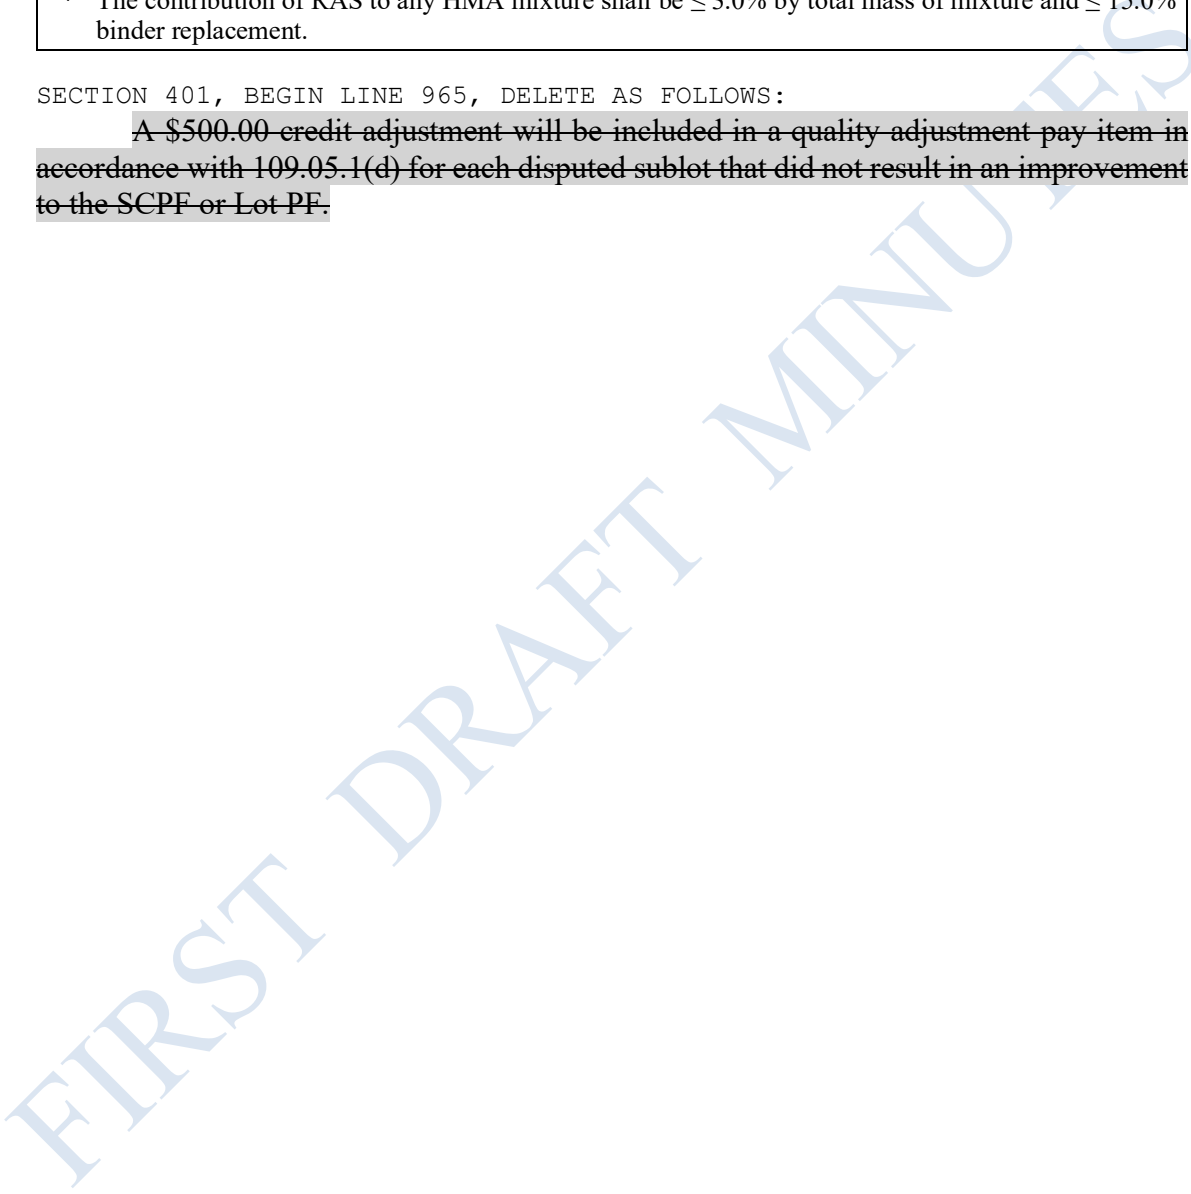 The contribution of RAS to any HMA mixture shall be ≤ 3.0% by total mass of mixture and ≤ 15.0%
binder replacement.
SECTION 401, BEGIN LINE 965, DELETE AS FOLLOWS:
A $500.00 credit adjustment will be included in a quality adjustment pay item in
accordance with 109.05.1(d) for each disputed sublot that did not result in an improvement
to the SCPF or Lot PF.
FIRST DRAFT MINUTES